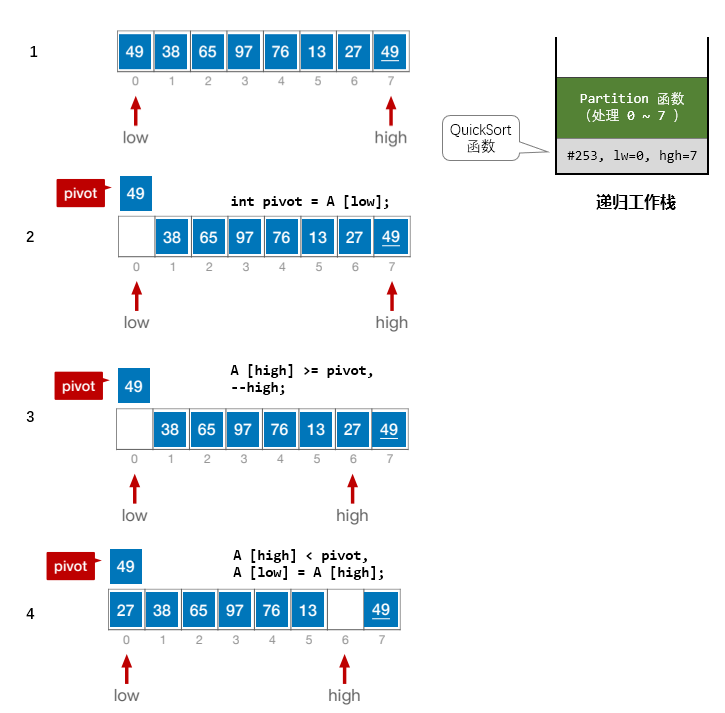 1
49 38 65 97 76 13 27 49
0 1 2 3 4 5 6 7
low high
Partition 函数
(处理 0 ~ 7 )
QuickSort
函数
#253, lw=0, hgh=7
递归工作栈
pivot 49
int pivot = A [low];
2
38 65 97 76 13 27 49
0 1 2 3 4 5 6 7
low high
A [high] >= pivot,
--high;
pivot 49
3
38 65 97 76 13 27 49
0 1 2 3 4 5 6 7
low high
A [high] < pivot,
A [low] = A [high];
pivot 49
4
27 38 65 97 76 13 49
0 1 2 3 4 5 6 7
low high